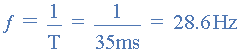 f = 1/T = 1/35ms = 28.6Hz